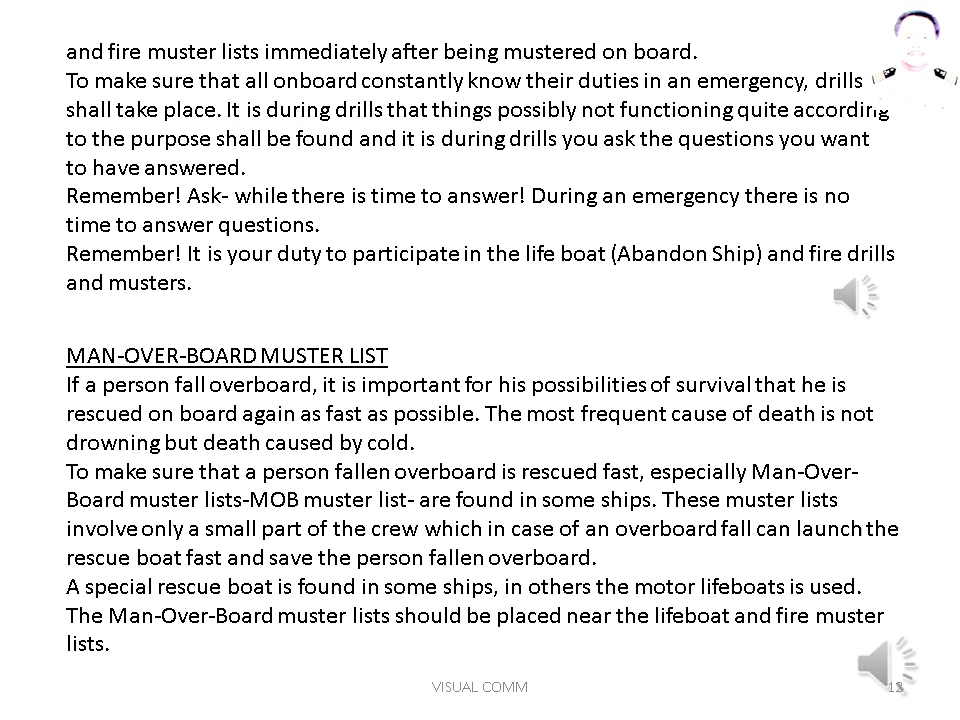 and fire muster lists immediately after being mustered on board.
To make sure that all onboard constantly know their duties in an emergency, drills
shall take place. It is during drills that things possibly not functioning quite according
to the purpose shall be found and it is during drills you ask the questions you want
to have answered.
Remember! Ask- while there is time to answer! During an emergency there is no
time to answer questions.
Remember! It is your duty to participate in the life boat (Abandon Ship) and fire drills
and musters.
MAN-OVER-BOARD MUSTER LIST
If a person fall overboard, it is important for his possibilities of survival that he is
rescued on board again as fast as possible. The most frequent cause of death is not
drowning but death caused by cold.
To make sure that a person fallen overboard is rescued fast, especially Man-Over-
Board muster lists-MOB muster list- are found in some ships. These muster lists
involve only a small part of the crew which in case of an overboard fall can launch the
rescue boat fast and save the person fallen overboard.
A special rescue boat is found in some ships, in others the motor lifeboats is used.
The Man-Over-Board muster lists should be placed near the lifeboat and fire muster
lists.
VISUAL COMM
12